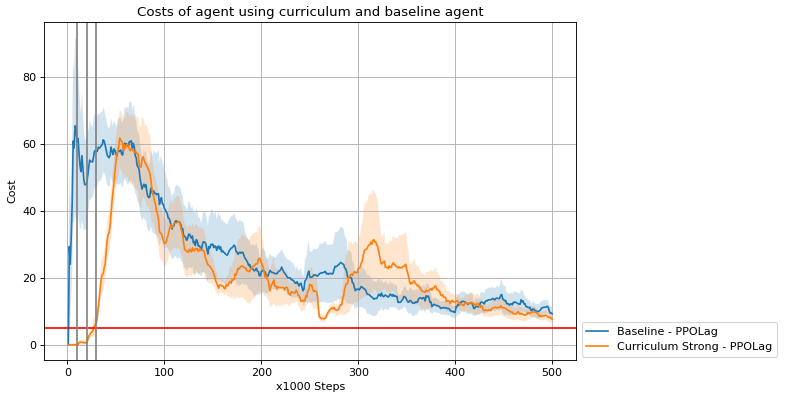 Costs of agent using curriculum and baseline agent
Cost
80
60
40
20
0
0 100 200 300 400 500
x1000 Steps
Baseline - PPOLag
Curriculum Strong - PPOLag